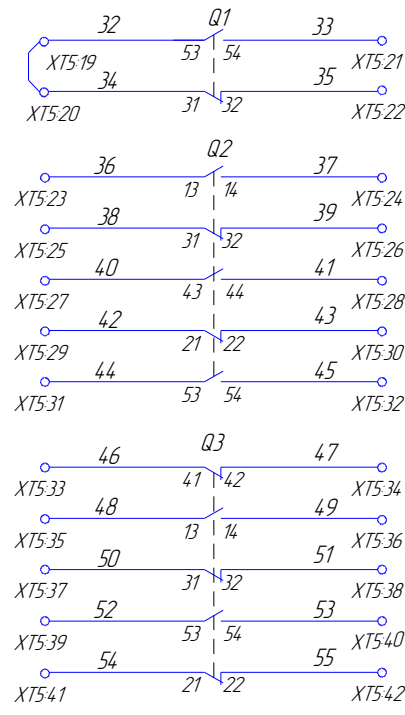 32 Q1 33
XT5:19 53 54 XT5:21
34 35
XT5:20 31 32 XT5:22
Q2
36 37
XT5:23 13 14 XT5:24
38 39
XT5:25 31 32 XT5:26
40 41
XT5:27 43 44 XT5:28
42 43
XT5:29 21 22 XT5:30
44 45
XT5:31 53 54 XT5:32
Q3
46 47
XT5:33 41 42 XT5:34
48 49
XT5:35 13 14 XT5:36
50 51
XT5:37 31 32 XT5:38
52 53
XT5:39 53 54 XT5:40
54 55
XT5:41 21 22 XT5:42